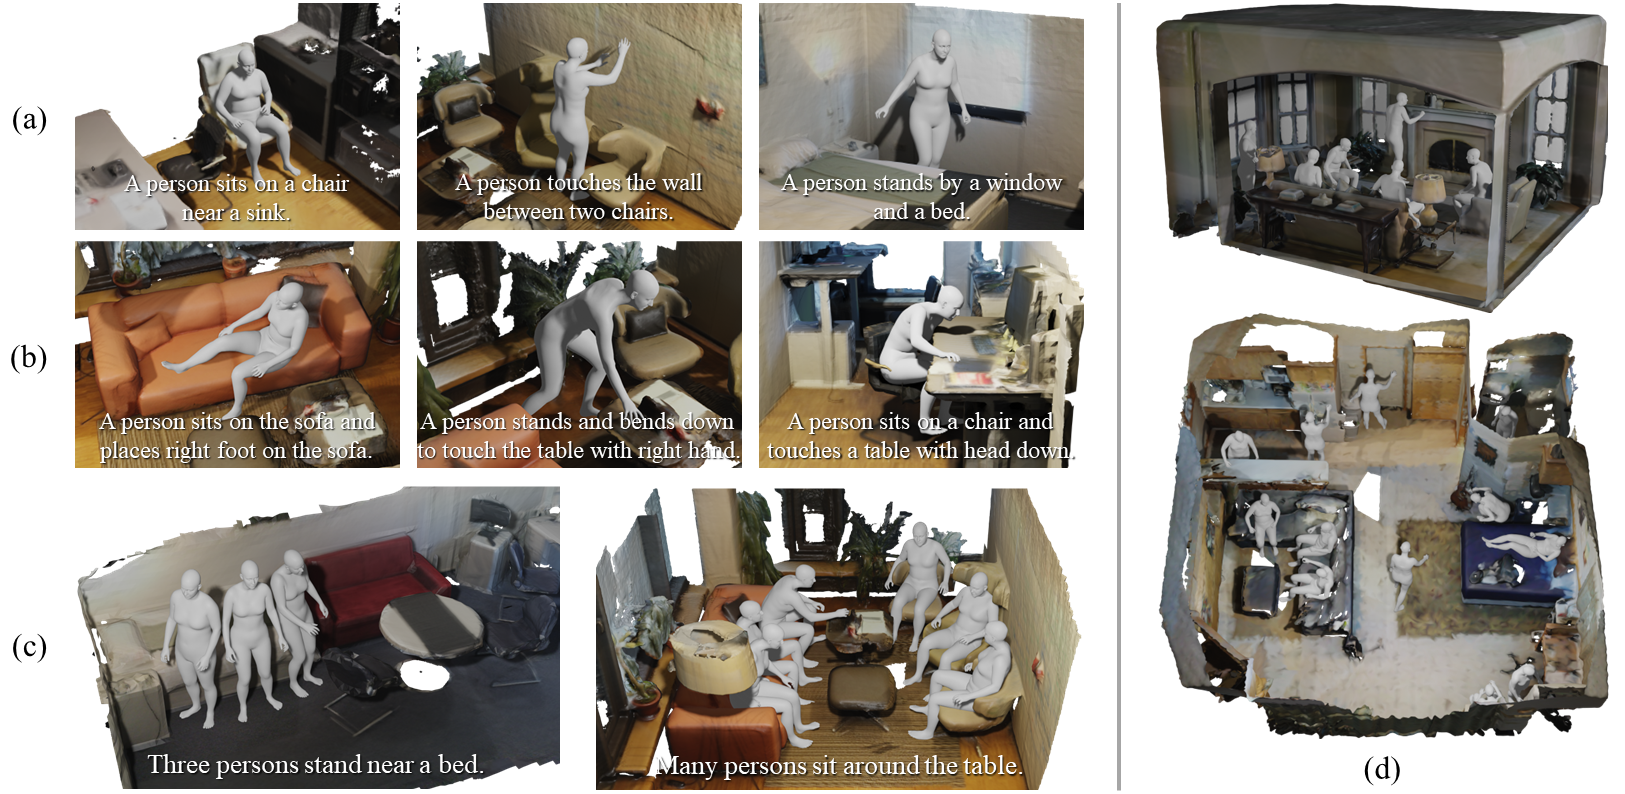 (a)
A person sits on a chair
near a sink.
A person touches the wall
between two chairs.
A person stands by a window
and a bed.
(b)
A person sits on the sofa and
places right foot on the sofa.
A person stands and bends down
to touch the table with right hand.
A person sits on a chair and
touches a table with head down.
(c)
Three persons stand near a bed.
Many persons sit around the table.
(d)